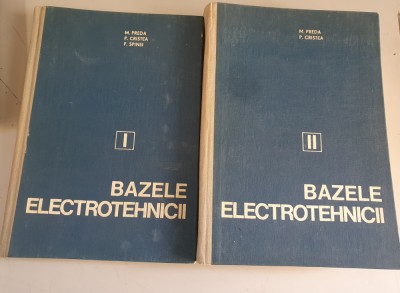 M. PREDA
P. CRISTEA
F. SPINEI
I
BAZELE
ELECTROTEHNICII
M. PREDA
P. CRISTEA
II
BAZELE
ELECTROTEHNICII